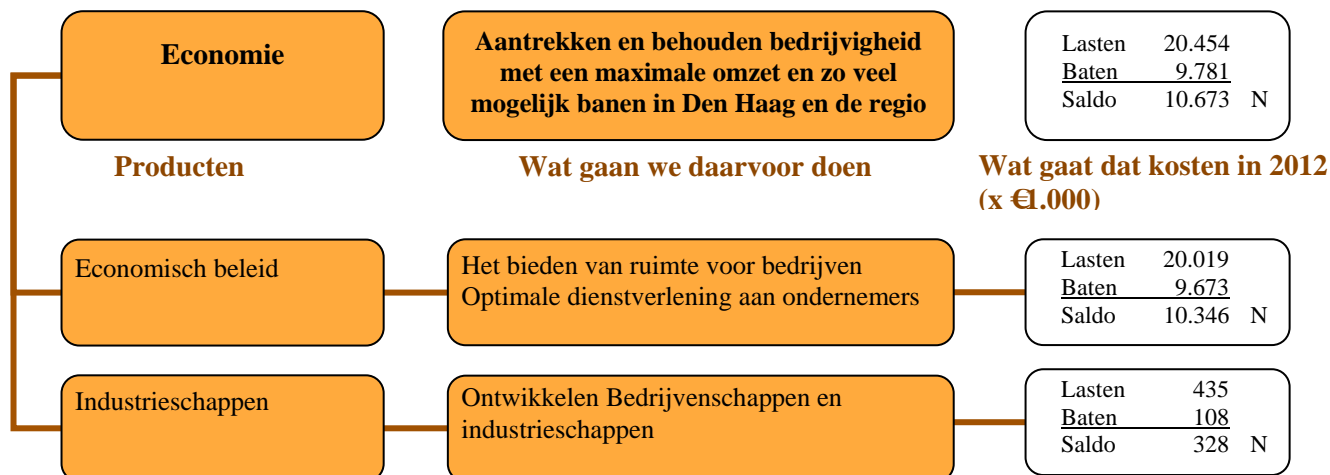 Economie
Aantrekken en behouden bedrijvigheid
met een maximale omzet en zo veel
mogelijk banen in Den Haag en de regio
Lasten 20.454
Baten 9.781
Saldo 10.673 N
Producten
Wat gaan we daarvoor doen
Wat gaat dat kosten in 2012
(x €1.000)
Economisch beleid
Het bieden van ruimte voor bedrijven
Optimale dienstverlening aan ondernemers
Lasten 20.019
Baten 9.673
Saldo 10.346 N
Industrieschappen
Ontwikkelen Bedrijvenschappen en
industrieschappen
Lasten 435
Baten 108
Saldo 328 N